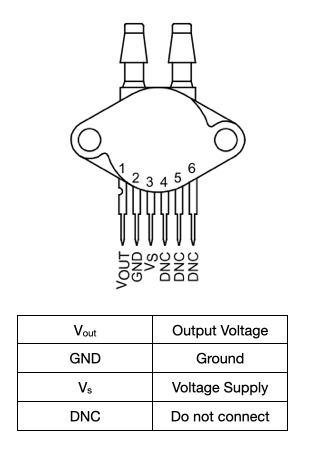 1 2 3 4 5 6
VOUT
GND
VS
DNC
DNC
DNC
Vout Output Voltage
GND Ground
Vs Voltage Supply
DNC Do not connect